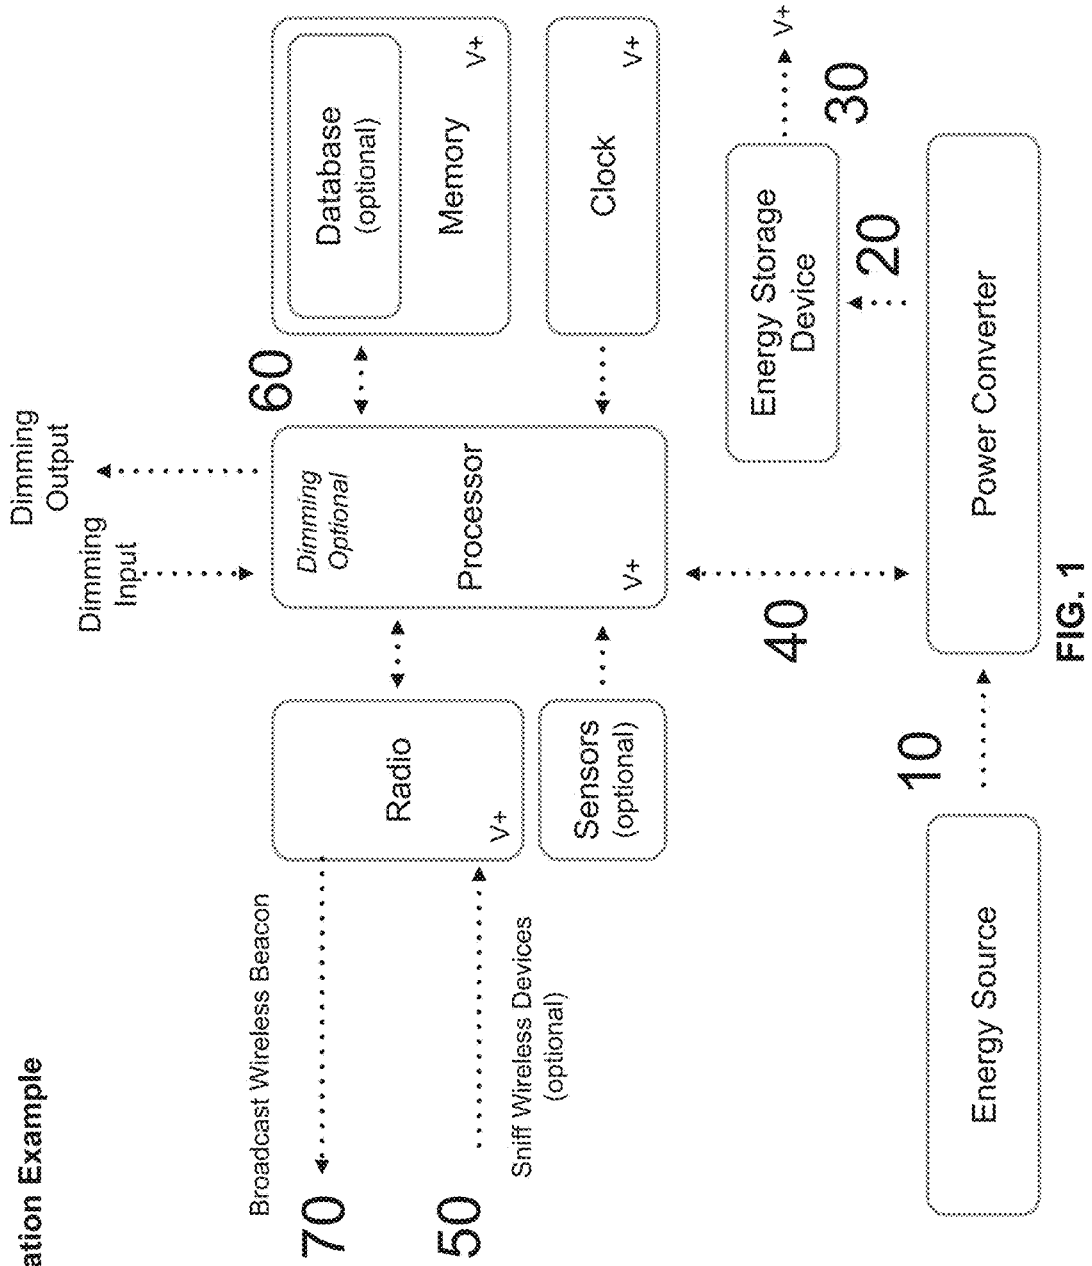 ation Example
Dimming
Output
Dimming
Input
60
Database
(optional)
Memory
V+
Dimming
Optional
Processor
V+
Clock
V+
Broadcast Wireless Beacon
70
Radio
V+
50
Sniff Wireless Devices
(optional)
Sensors
(optional)
40
Energy Storage
Device
30
V+
20
10
Energy Source
Power Converter
FIG. 1